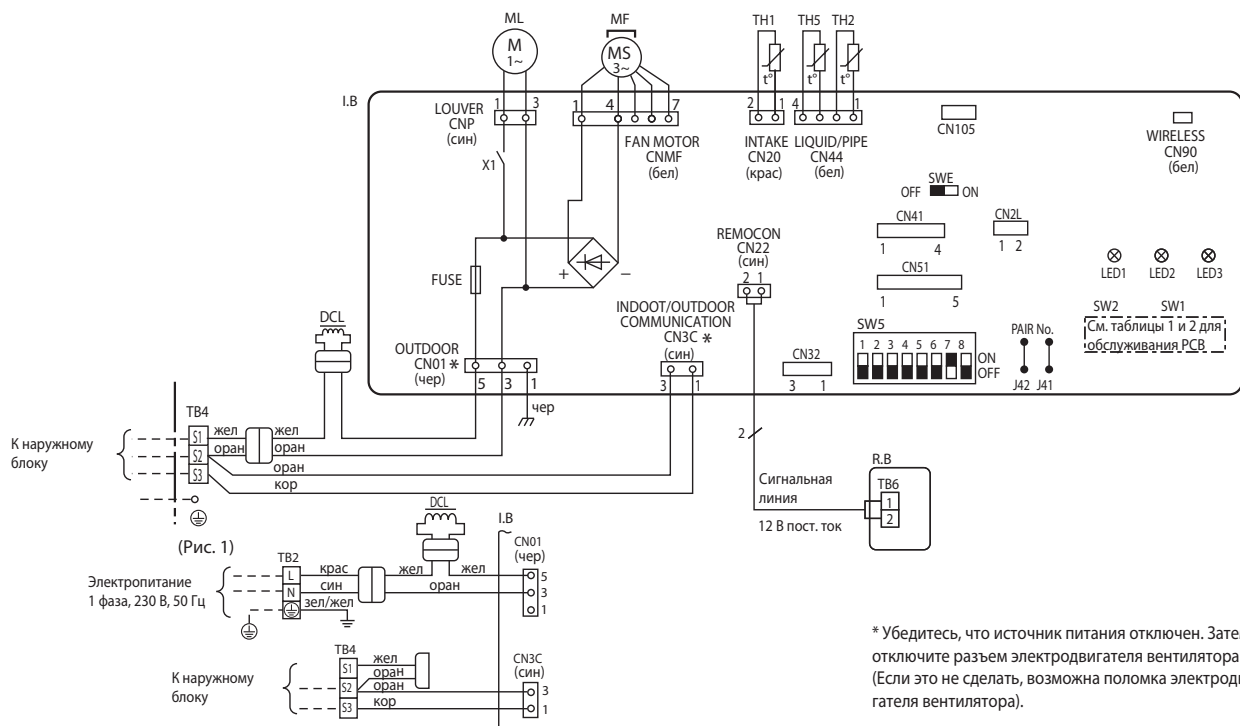 ML
M
1~
MF
MS
3~
TH1
TH5
TH2
t°
t°
t°
I.B
1
3
LOUVER
CNP
(син)
1
4
7
FAN MOTOR
CNMF
(бел)
2
1
INTAKE
CN20
(крас)
4
1
LIQUID/PIPE
CN44
(бел)
CN105
WIRELESS
CN90
(бел)
SWE
OFF
ON
X1
CN41
1
4
CN2L
1 2
REMOCON
CN22
(син)
2 1
CN51
1
5
LED1
LED2
LED3
FUSE
+
−
INDOOT/OUTDOOR
COMMUNICATION
CN3C *
(син)
3
1
SW5
1 2 3 4 5 6 7 8
ON
OFF
PAIR No.
J42 J41
SW2
SW1
См. таблицы 1 и 2 для
обслуживания PCB
DCL
OUTDOOR
CN01 *
(чер)
5
3
1
чер
CN32
3
1
TB4
К наружному
блоку
S1
S2
S3
жел
оран
жел
оран
оран
кор
2
Сигнальная
линия
12 В пост. ток
R.B
TB6
1
2
(Рис. 1)
DCL
I.B
CN01
(чер)
5
3
1
Электропитание
1 фаза, 230 В, 50 Гц
TB2
L
N
крас
син
зел/жел
жел
жел
оран
TB4
К наружному
блоку
S1
S2
S3
жел
оран
оран
кор
CN3C
(син)
3
1
* Убедитесь, что источник питания отключен. Зате
отключите разъем электродвигателя вентилятора
(Если это не сделать, возможна поломка электродв
гателя вентилятора).